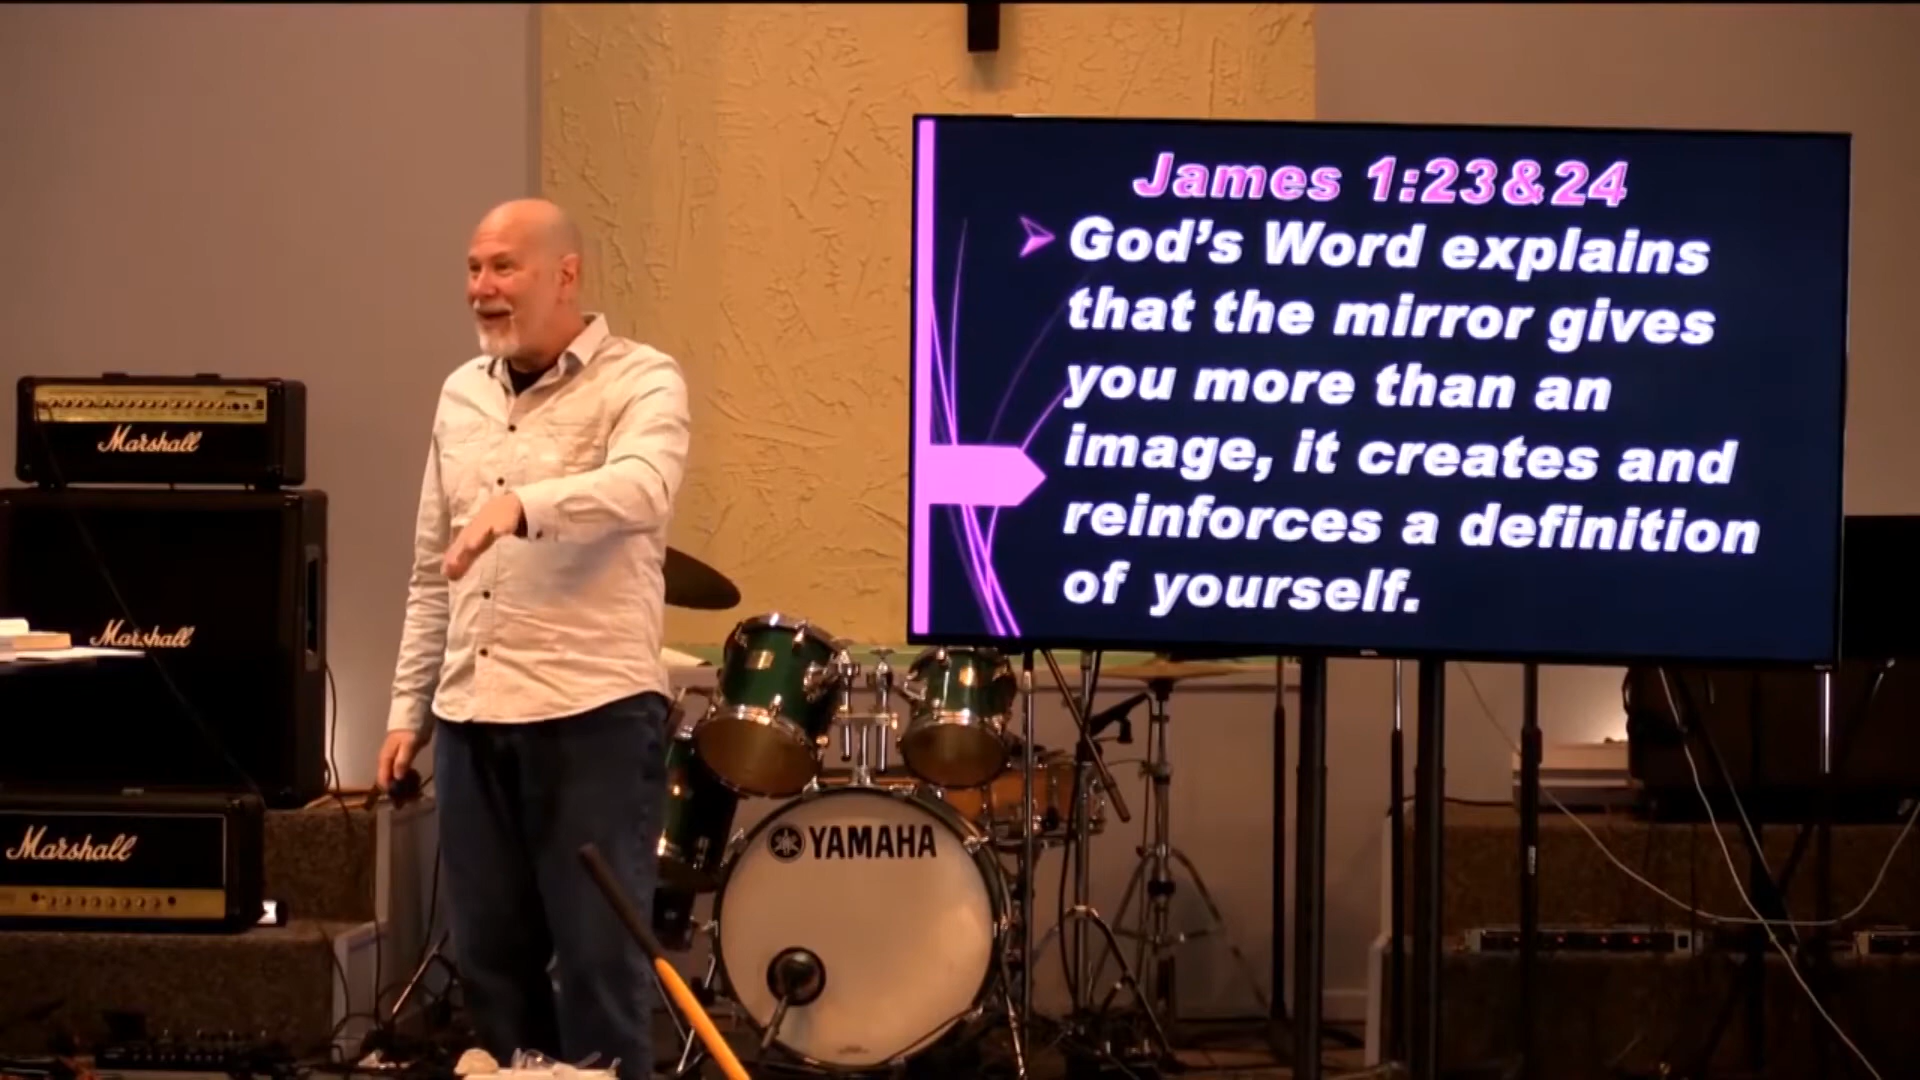 James 1:23&24
God's Word explains
that the mirror gives
you more than an
image, it creates and
reinforces a definition
of yourself.
Marshall
Marshall
Marshall
YAMAHA